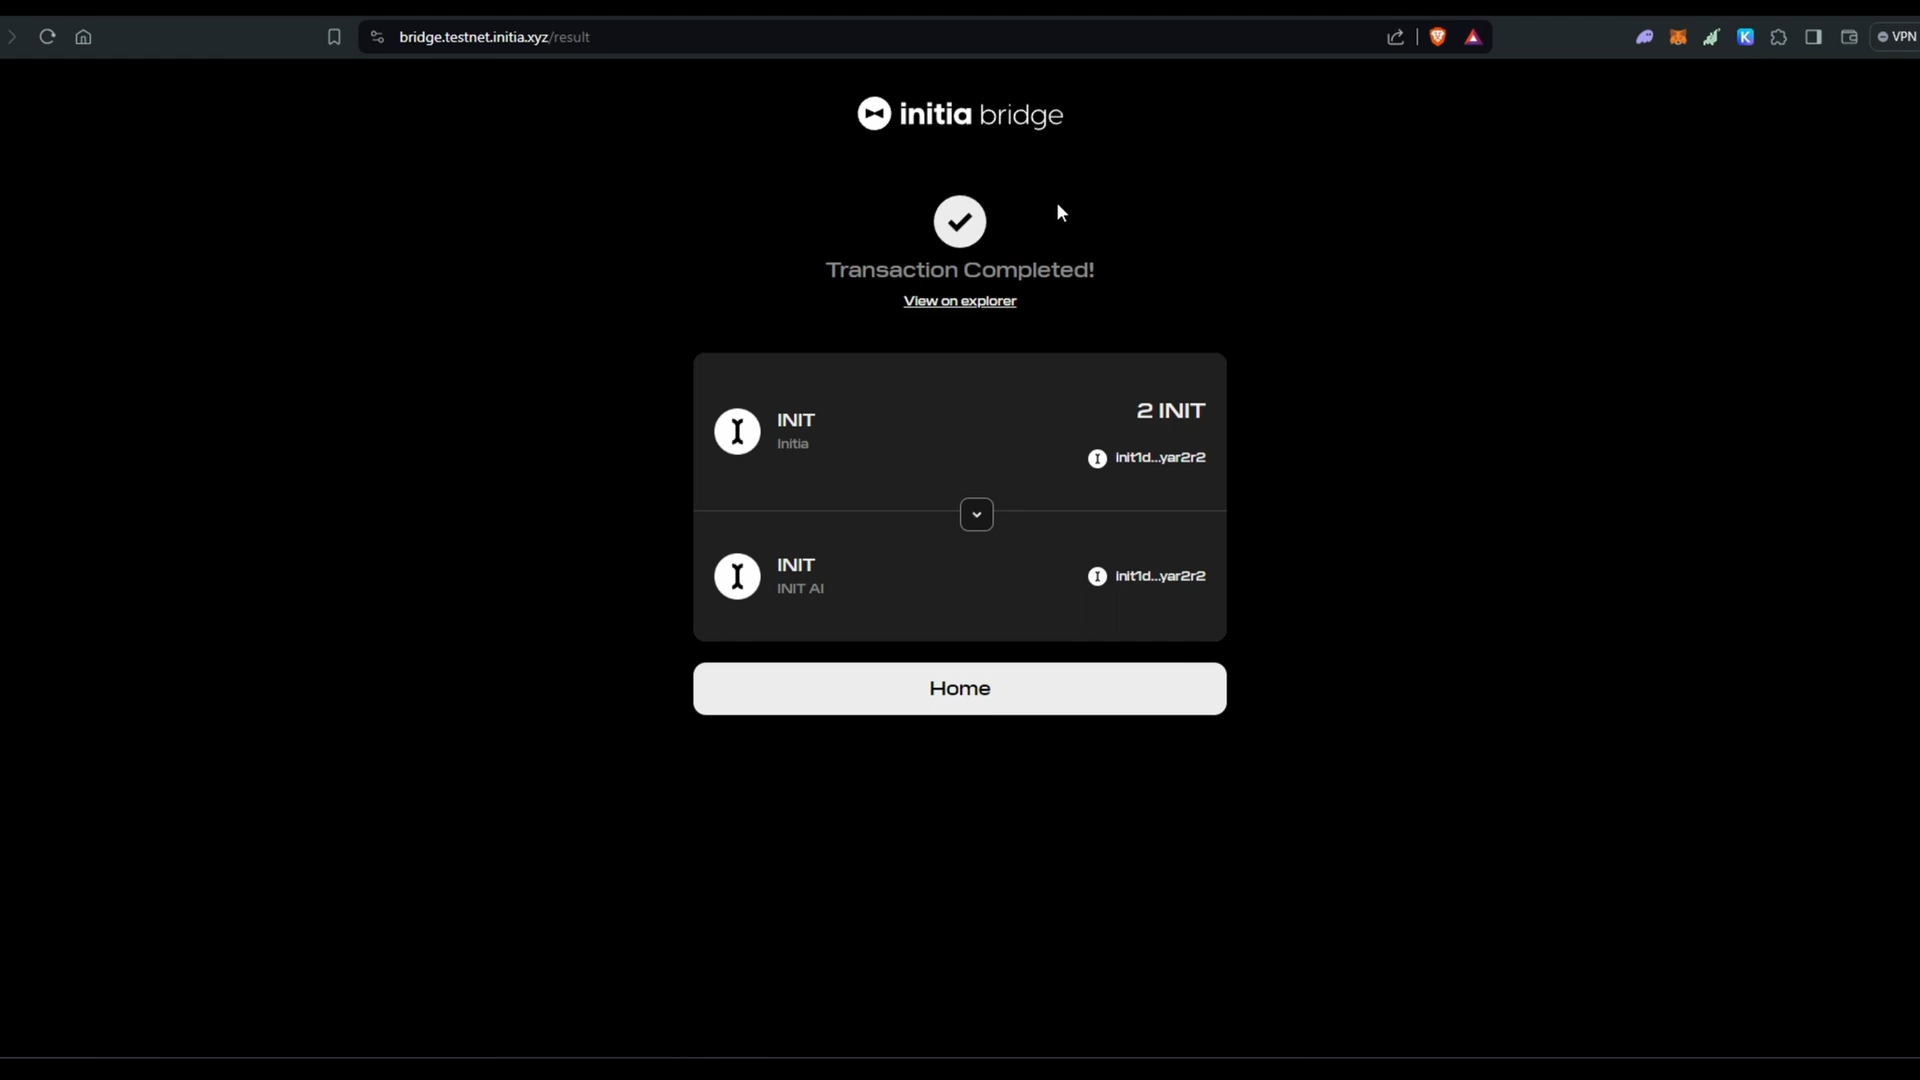 bridge.testnet.initia.xyz/result
VPN
initia bridge
Transaction Completed!
View on explorer
INIT
Initia
2 INIT
init1d...yar2r2
INIT
INIT AI
init1d...yar2r2
Home